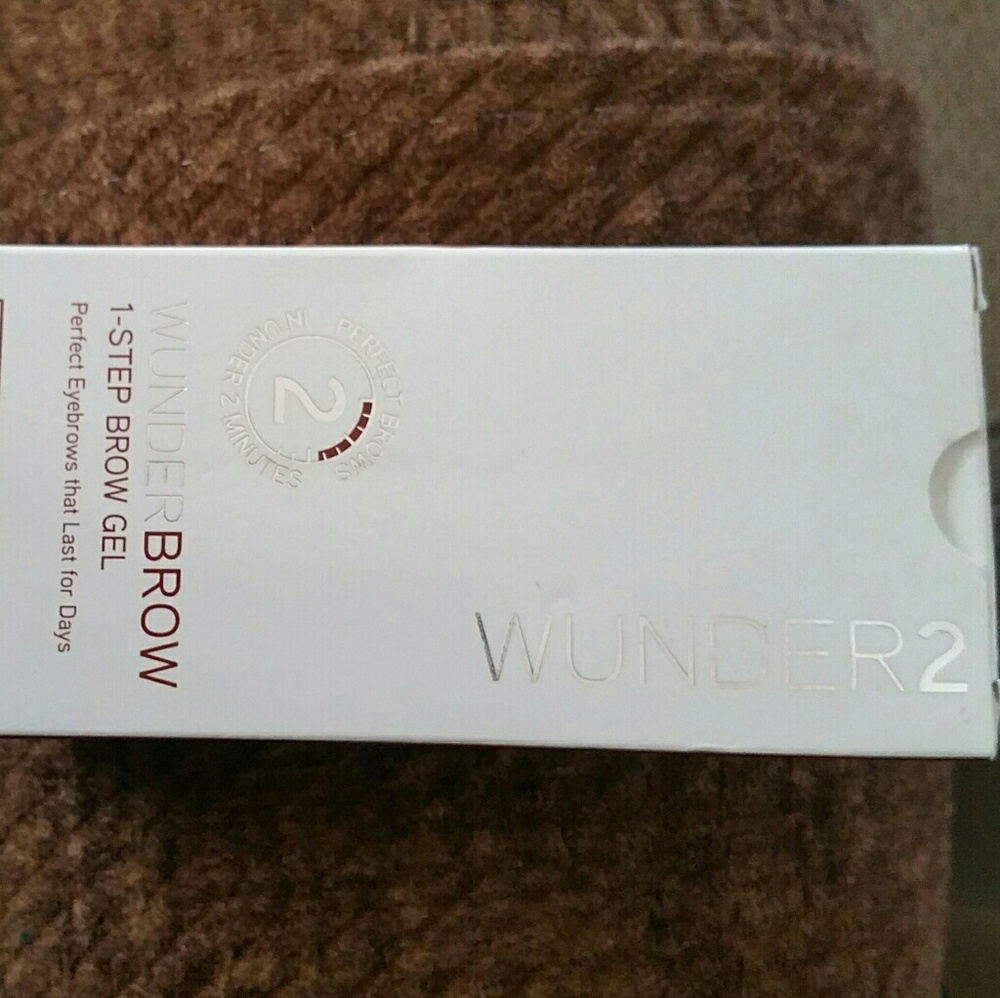 WUNDER2
PERFECT BROWS
IN UNDER 2 MINUTES
2
WUNDERBROW
1-STEP BROW GEL
Perfect Eyebrows that Last for Days